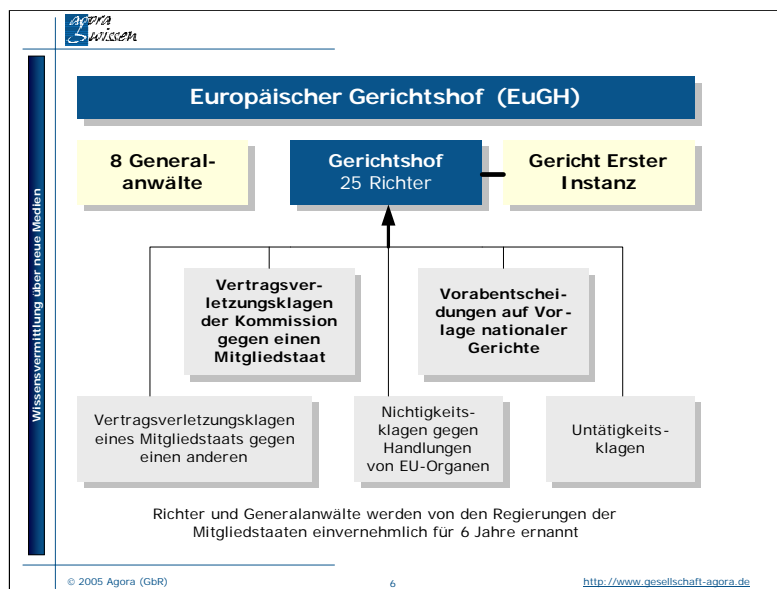 agora
wissen
Wissensvermittlung über neue Medien
Europäischer Gerichtshof (EuGH)
8 General-
anwälte
Gerichtshof
25 Richter
Gericht Erster
Instanz
Vertragsver-
letzungsklagen
der Kommission
gegen einen
Mitgliedstaat
Vorabentschei-
dungen auf Vor-
lage nationaler
Gerichte
Vertragsverletzungsklagen
eines Mitgliedstaats gegen
einen anderen
Nichtigkeits-
klagen gegen
Handlungen
von EU-Organen
Untätigkeits-
klagen
Richter und Generalanwälte werden von den Regierungen der
Mitgliedstaaten einvernehmlich für 6 Jahre ernannt
© 2005 Agora (GbR)
6
http://www.gesellschaft-agora.de